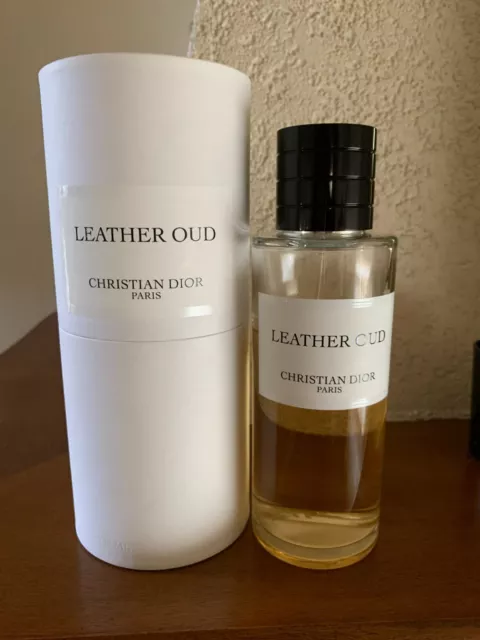 LEATHER OUD
CHRISTIAN DIOR
PARIS
LEATHER OUD
CHRISTIAN DIOR
PARIS